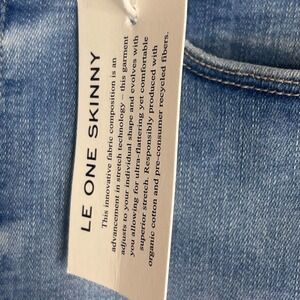 LE ONE SKINNY
This innovative fabric composition is an
advancement in stretch technology – this garment
adjusts to your individual shape and evolves with
you allowing for ultra-flattering yet comfortable
superior stretch. Responsibly produced with
organic cotton and pre-consumer recycled fibers.